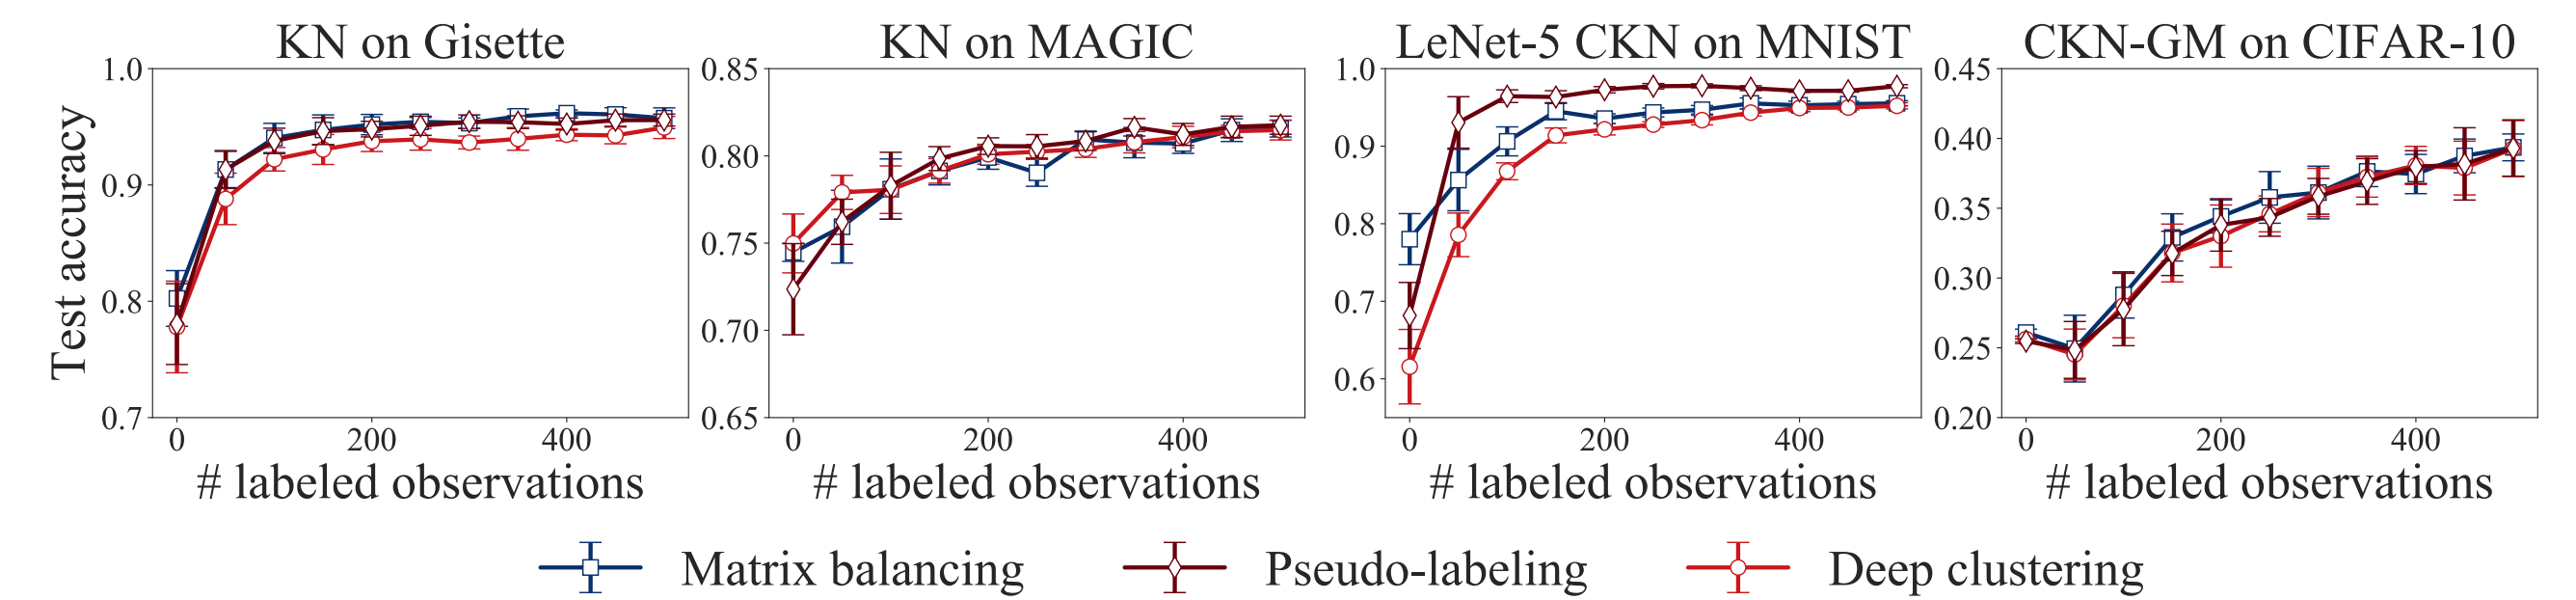 KN on Gisette
KN on MAGIC
LeNet-5 CKN on MNIST
CKN-GM on CIFAR-10
Test accuracy
1.0
0.9
0.8
0.7
0
200
400
# labeled observations
0.85
0.80
0.75
0.70
0.65
0
200
400
# labeled observations
1.0
0.9
0.8
0.7
0.6
0
200
400
# labeled observations
0.45
0.40
0.35
0.30
0.25
0.20
0
200
400
# labeled observations
Matrix balancing
Pseudo-labeling
Deep clustering